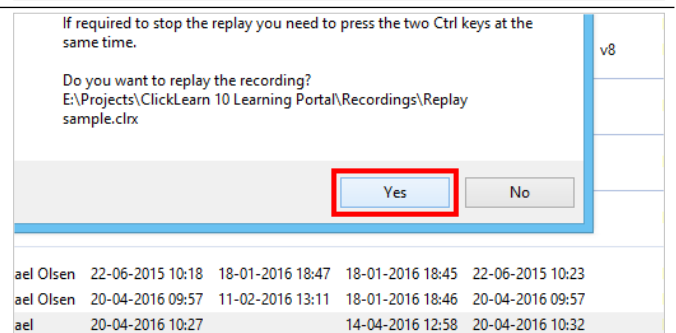 If required to stop the replay you need to press the two Ctrl keys at the
same time.
v8
Do you want to replay the recording?
E:\Projects\ClickLearn 10 Learning Portal\Recordings\Replay
sample.clrx
Yes No
ael Olsen 22-06-2015 10:18 18-01-2016 18:47 18-01-2016 18:45 22-06-2015 10:23
ael Olsen 20-04-2016 09:57 11-02-2016 13:11 18-01-2016 18:46 20-04-2016 09:57
ael 20-04-2016 10:27 14-04-2016 12:58 20-04-2016 10:32